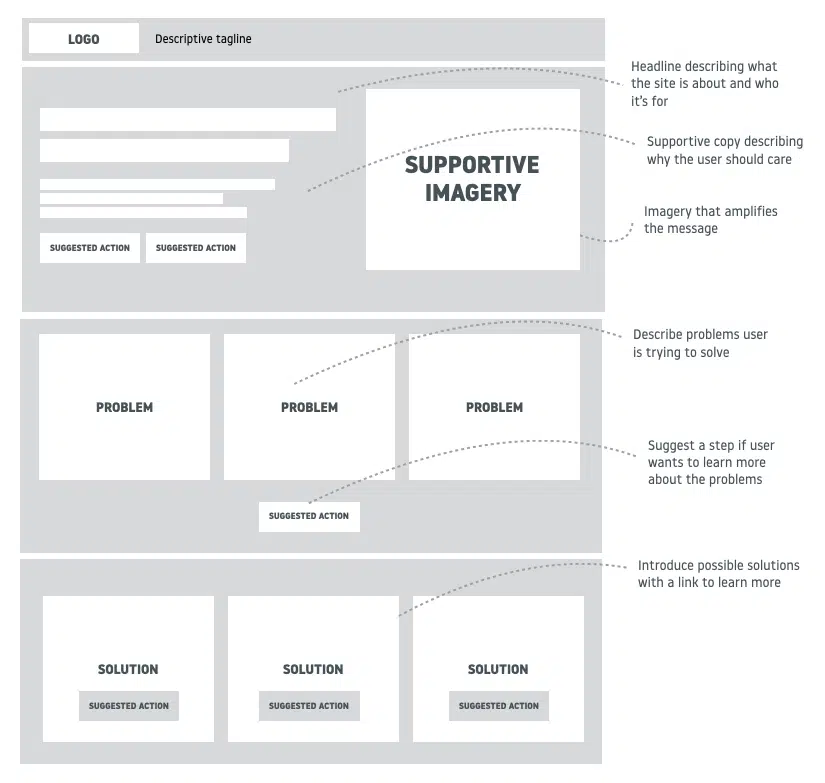 LOGO
Descriptive tagline
Headline describing what
the site is about and who
it's for
Supportive copy describing
why the user should care
SUPPORTIVE
IMAGERY
Imagery that amplifies
the message
SUGGESTED ACTION
SUGGESTED ACTION
Describe problems user
is trying to solve
PROBLEM
PROBLEM
PROBLEM
Suggest a step if user
wants to learn more
about the problems
SUGGESTED ACTION
Introduce possible solutions
with a link to learn more
SOLUTION
SOLUTION
SOLUTION
SUGGESTED ACTION
SUGGESTED ACTION
SUGGESTED ACTION